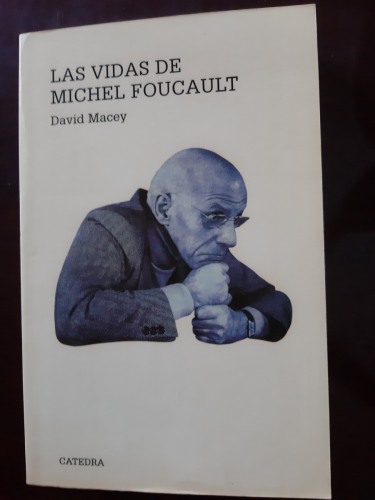 LAS VIDAS DE
MICHEL FOUCAULT
David Macey
CATEDRA